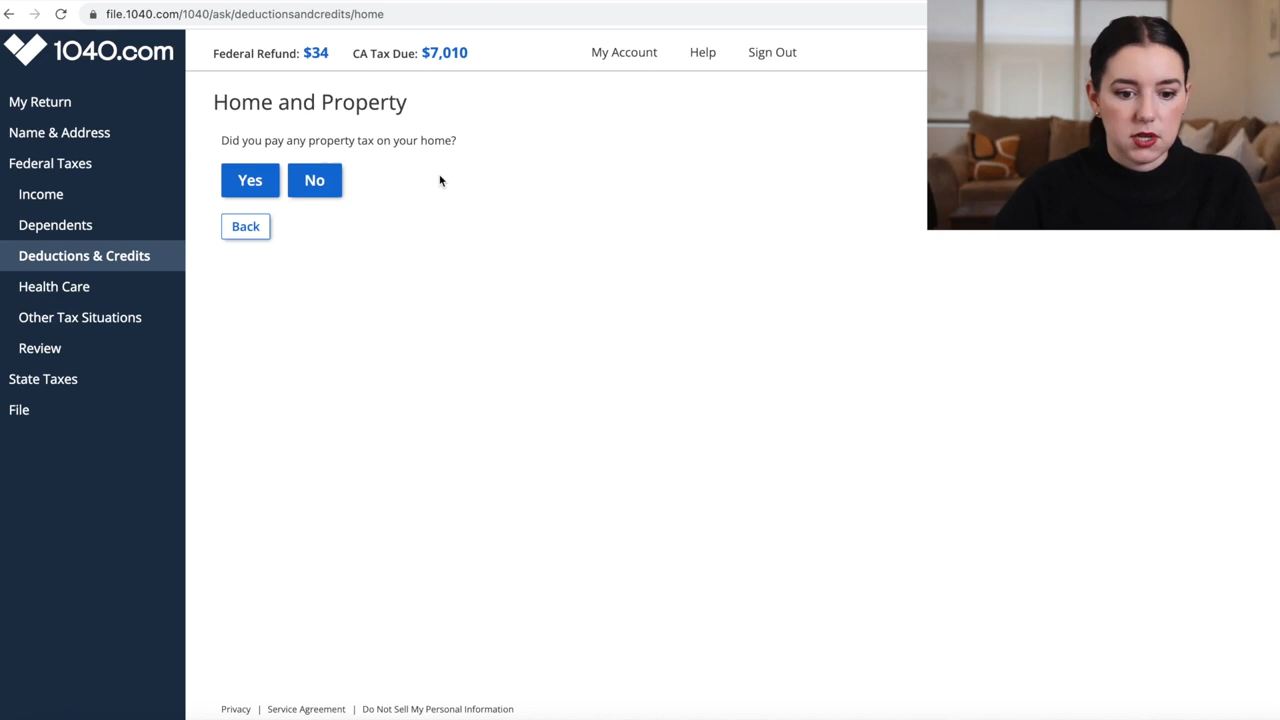 file.1040.com/1040/ask/deductionsandcredits/home
1040.com
Federal Refund: $34 CA Tax Due: $7,010 My Account Help Sign Out
My Return
Name & Address
Federal Taxes
Income
Dependents
Deductions & Credits
Health Care
Other Tax Situations
Review
State Taxes
File
Home and Property
Did you pay any property tax on your home?
Yes No
Back
Privacy | Service Agreement | Do Not Sell My Personal Information